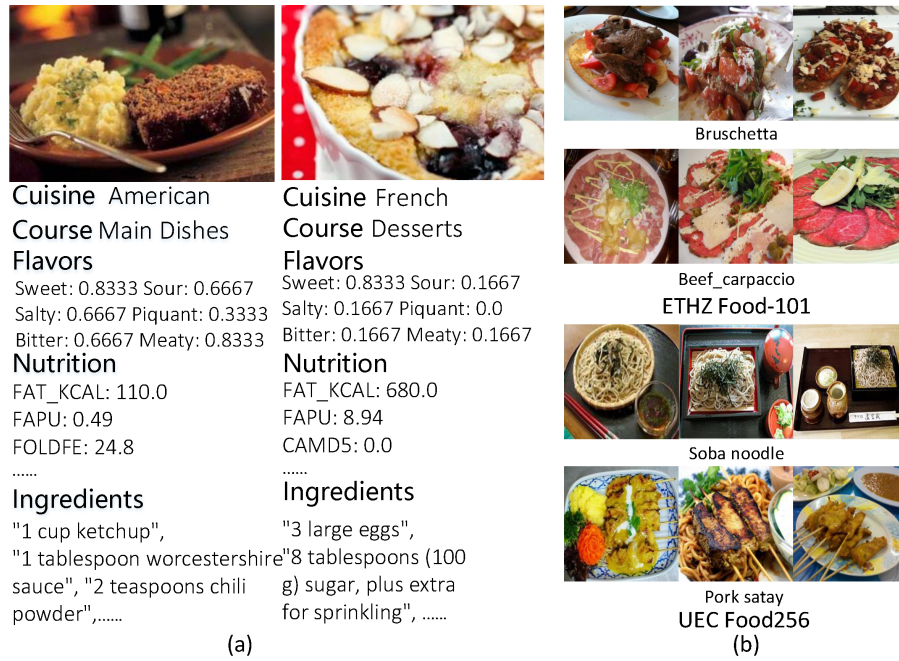 Cuisine American
Course Main Dishes
Flavors
Sweet: 0.8333 Sour: 0.6667
Salty: 0.6667 Piquant: 0.3333
Bitter: 0.6667 Meaty: 0.8333
Nutrition
FAT_KCAL: 110.0
FAPU: 0.49
FOLDFE: 24.8
......
Ingredients
"1 cup ketchup",
"1 tablespoon worcestershire
sauce", "2 teaspoons chili
powder",......
Cuisine French
Course Desserts
Flavors
Sweet: 0.8333 Sour: 0.1667
Salty: 0.1667 Piquant: 0.0
Bitter: 0.1667 Meaty: 0.1667
Nutrition
FAT_KCAL: 680.0
FAPU: 8.94
CAMD5: 0.0
......
Ingredients
"3 large eggs",
"8 tablespoons (100
g) sugar, plus extra
for sprinkling", ......
(a)
Bruschetta
Beef_carpaccio
ETHZ Food-101
Soba noodle
Pork satay
UEC Food256
(b)